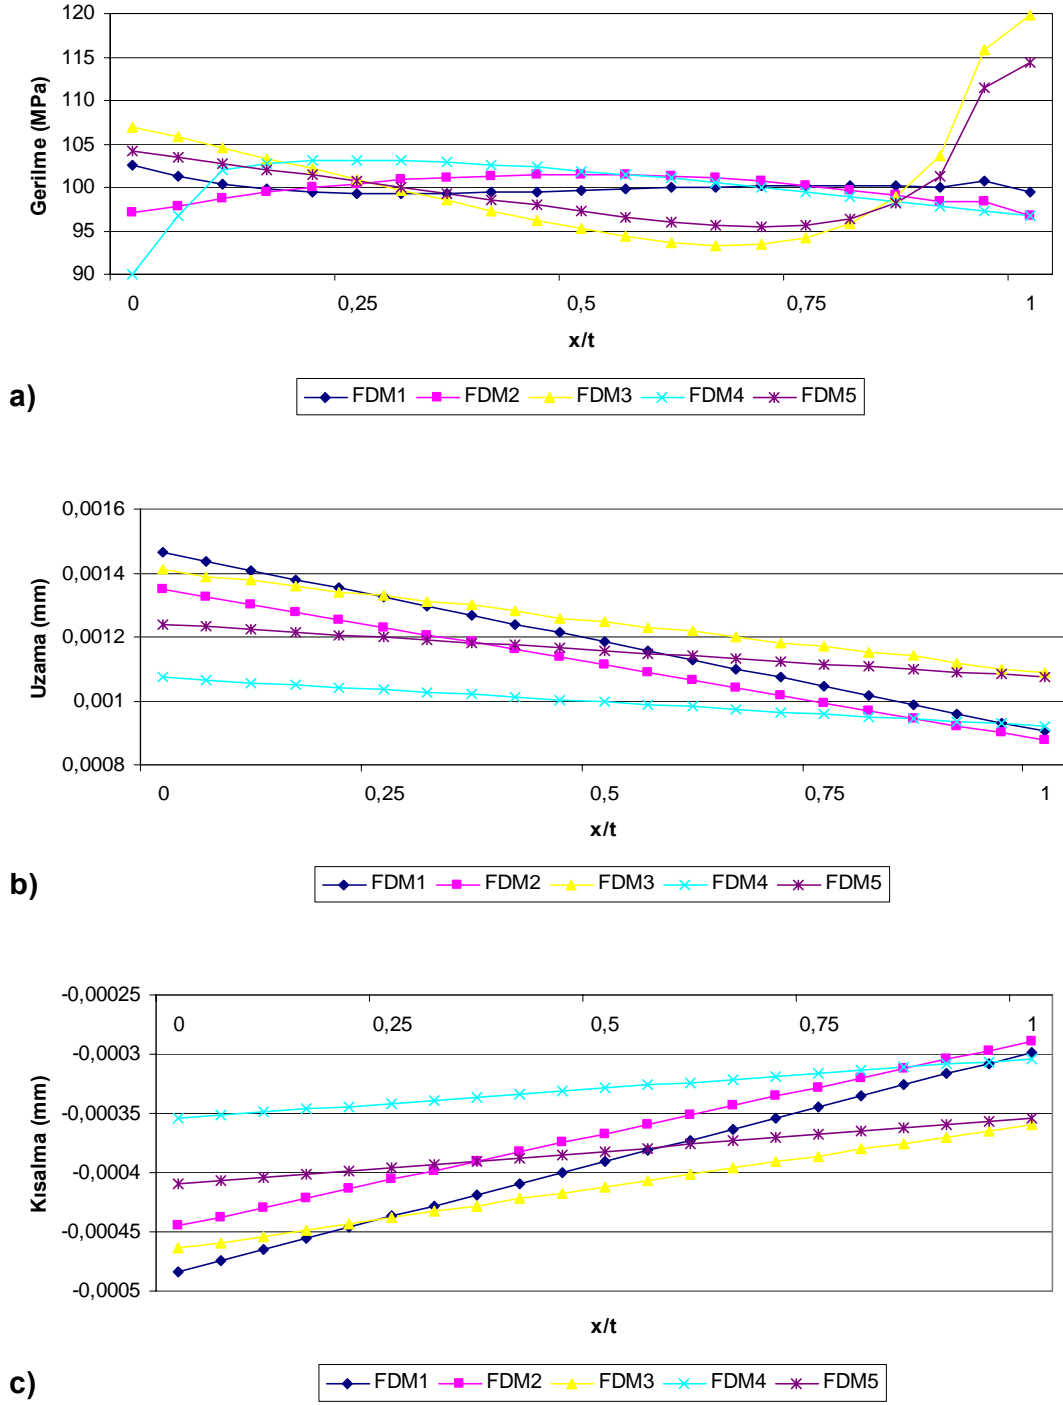 120
115
110
105
100
95
90
Gerilme (MPa)
0 0,25 0,5 0,75 1
x/t
a)
FDM1 FDM2 FDM3 FDM4 FDM5
0,0016
0,0014
0,0012
0,001
0,0008
Uzama (mm)
0 0,25 0,5 0,75 1
x/t
b)
FDM1 FDM2 FDM3 FDM4 FDM5
-0,00025
-0,0003
-0,00035
-0,0004
-0,00045
-0,0005
Kısalma (mm)
0 0,25 0,5 0,75 1
x/t
c)
FDM1 FDM2 FDM3 FDM4 FDM5